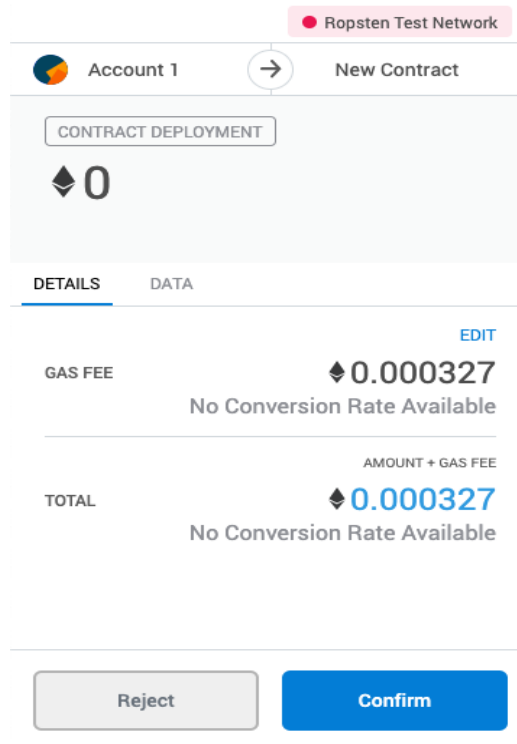 Ropsten Test Network
Account 1
New Contract
CONTRACT DEPLOYMENT
0
DETAILS DATA
EDIT
GAS FEE 0.000327
No Conversion Rate Available
AMOUNT + GAS FEE
TOTAL 0.000327
No Conversion Rate Available
Reject Confirm